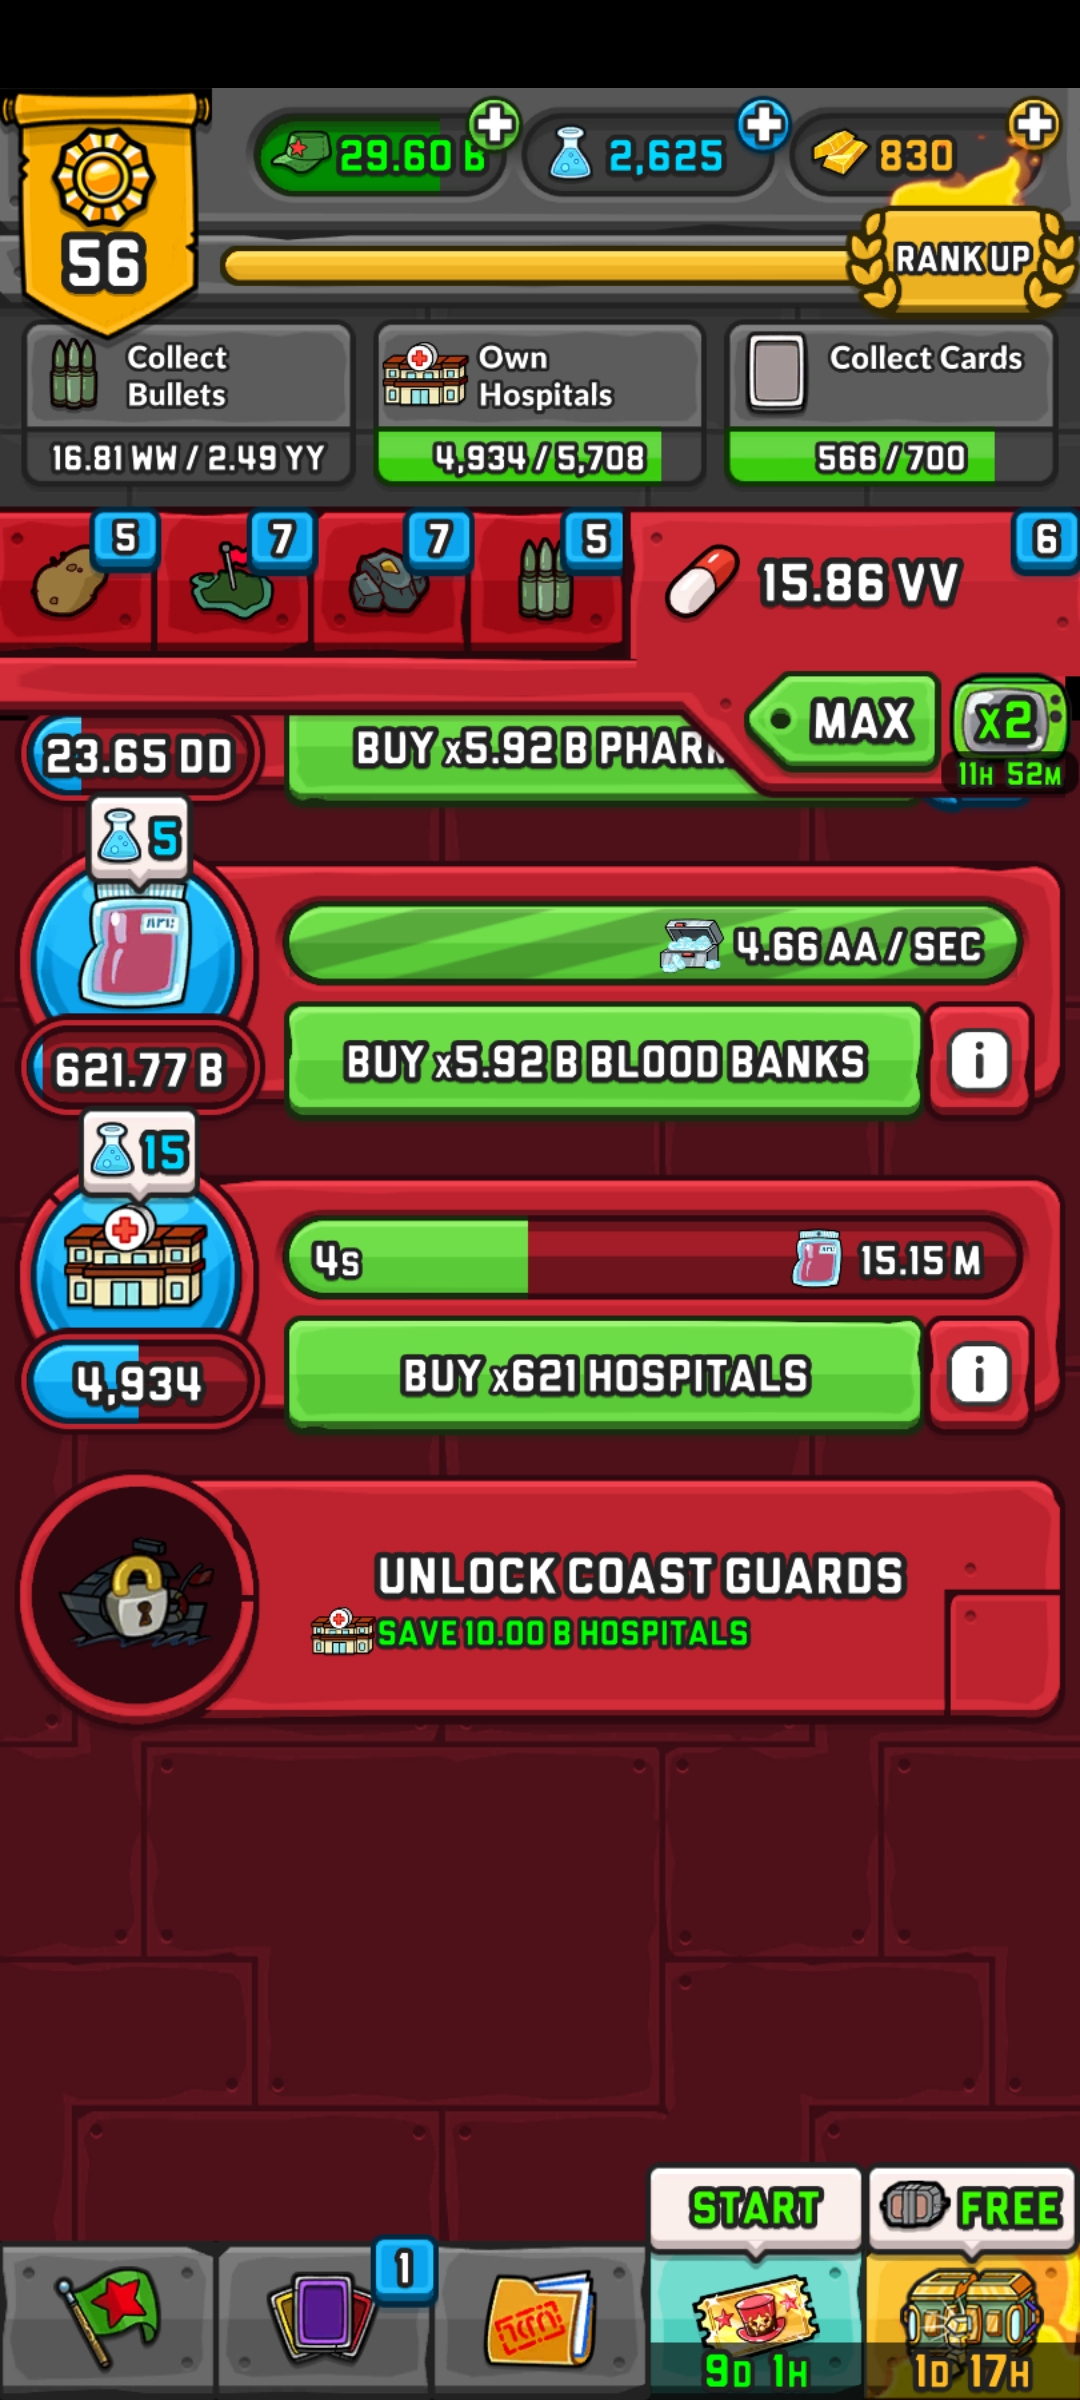 29.60 B
2,625
830
56
RANK UP
Collect
Bullets
16.81 WW / 2.49 YY
Own
Hospitals
4,934 / 5,708
Collect Cards
566 / 700
5
7
7
5
6
15.86 VV
MAX
x2
11H 52M
23.65 DD
BUY x5.92 B
5
4.66 AA / SEC
621.77 B
BUY x5.92 B BLOOD BANKS
i
15
4s
15.15 M
4,934
BUY x621 HOSPITALS
i
UNLOCK COAST GUARDS
SAVE 10.00 B HOSPITALS
START
FREE
1
9D 1H
1D 17H